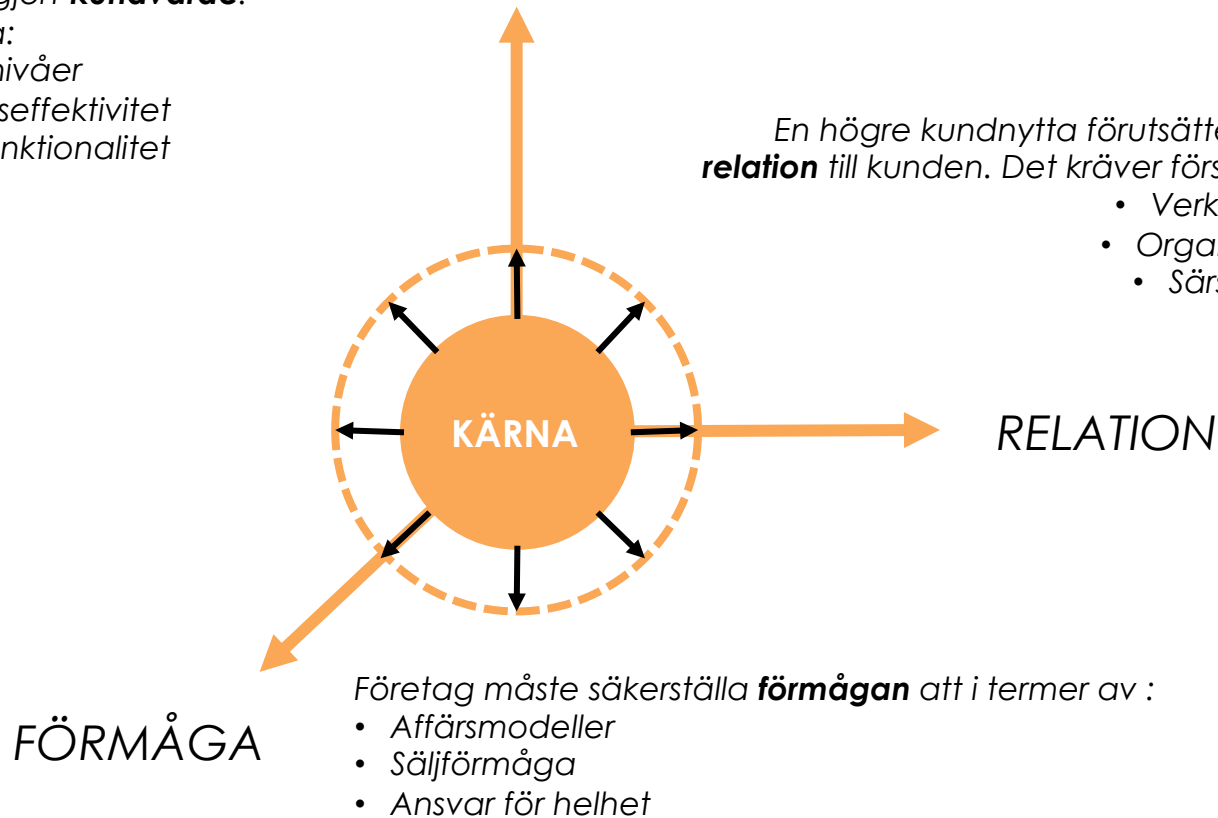 Kundvärde.
nivåer
seffektivitet
nktionalitet
En högre kundnytta förutsätte
relation till kunden. Det kräver förs
• Verk
• Orga
• Särs
KÄRNA
RELATION
FÖRMÅGA
Företag måste säkerställa förmågan att i termer av :
• Affärsmodeller
• Säljförmåga
• Ansvar för helhet